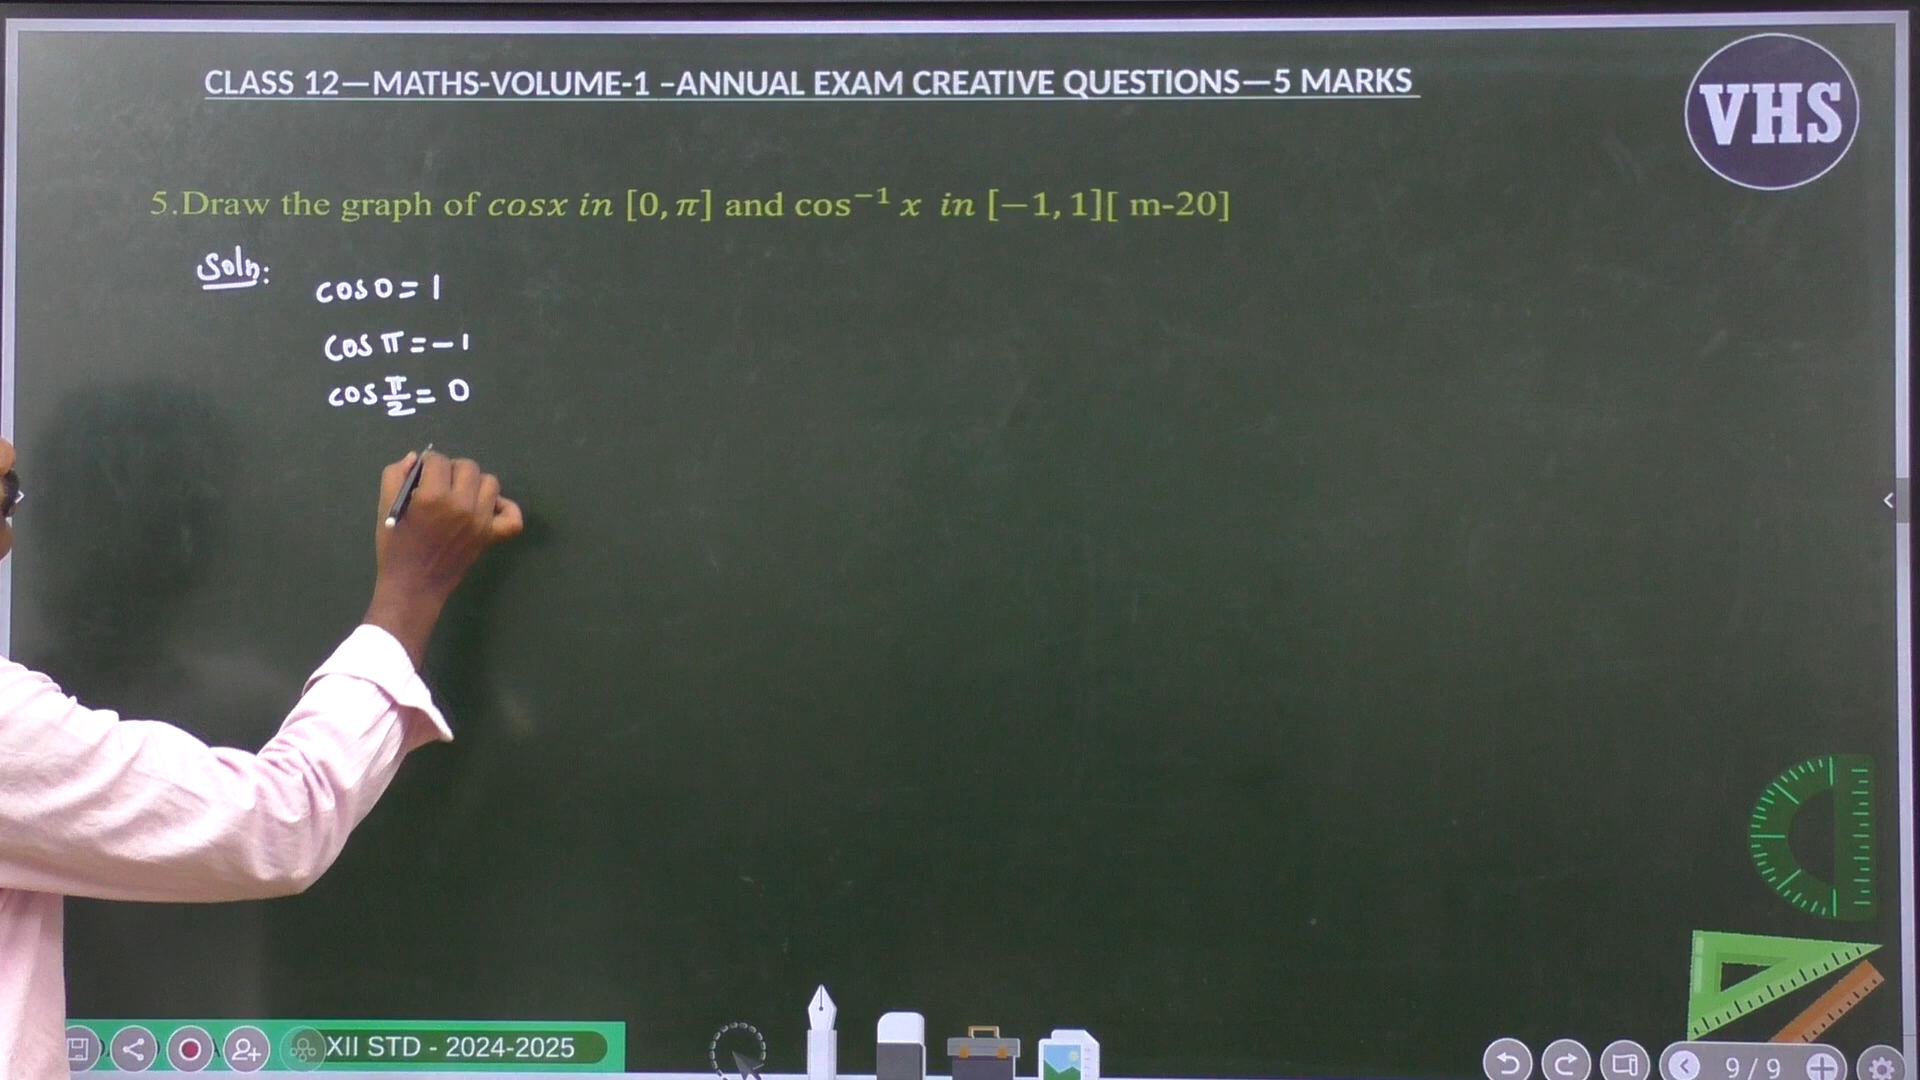 CLASS 12—MATHS-VOLUME-1 –ANNUAL EXAM CREATIVE QUESTIONS—5 MARKS
VHS
5.Draw the graph of cosx in [0, π] and cos⁻¹ x in [−1, 1][ m-20]
Soln:
cos 0 = 1
cos π = −1
cos π/2 = 0
XII STD - 2024-2025
9 / 9